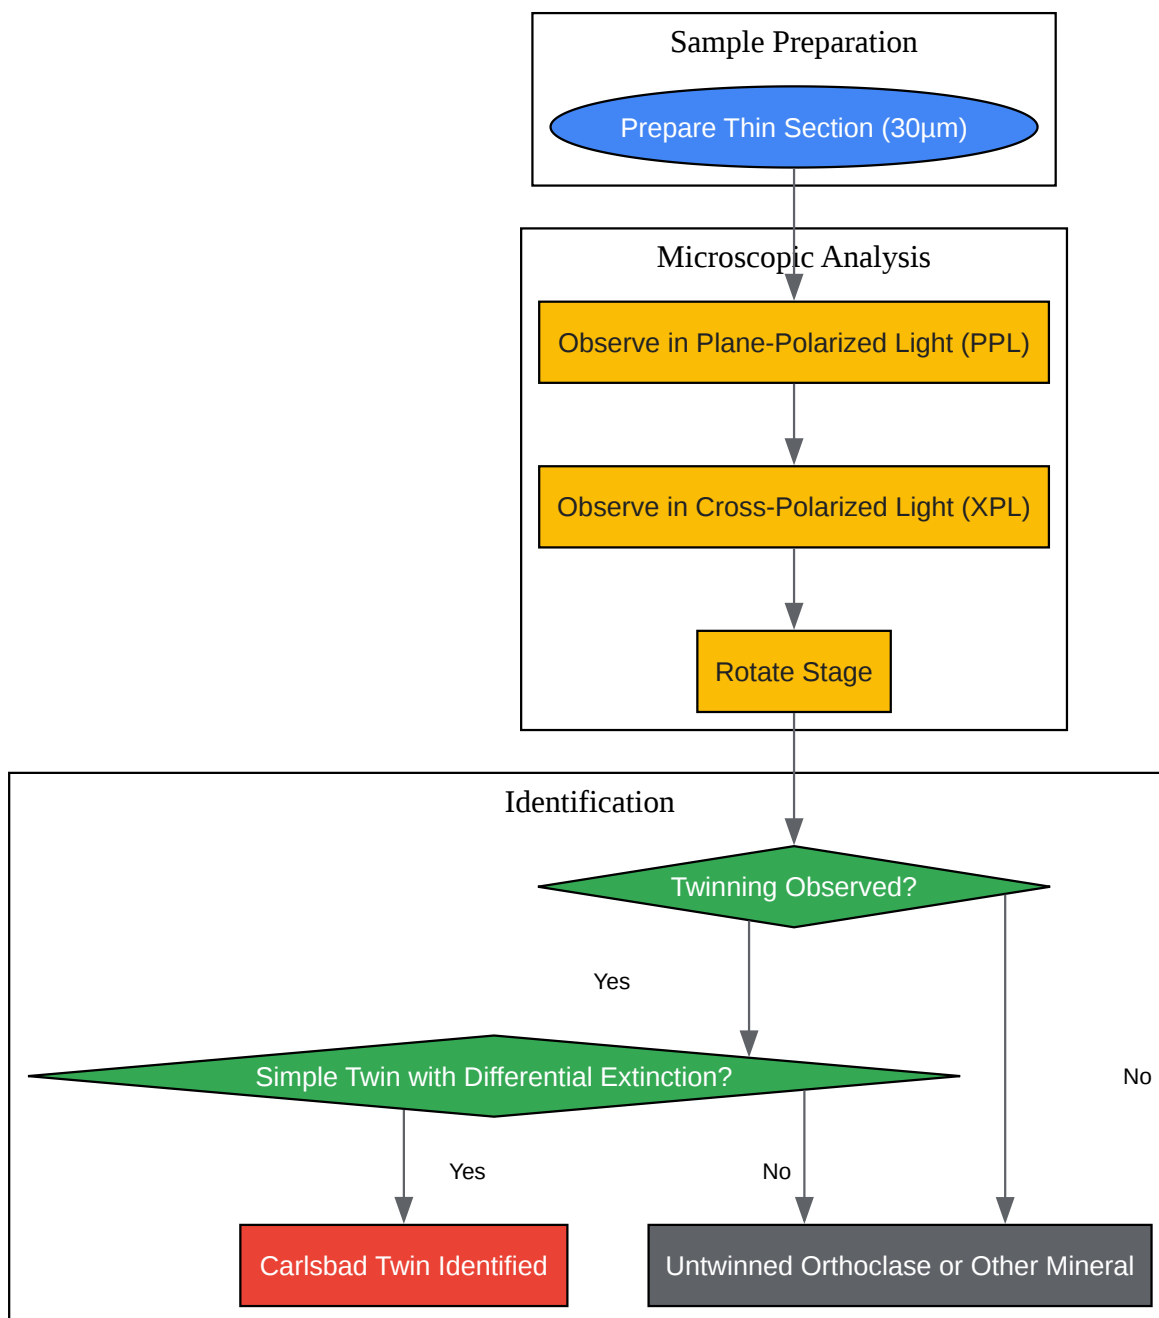 Sample Preparation
Prepare Thin Section (30µm)
Microscopic Analysis
Observe in Plane-Polarized Light (PPL)
Observe in Cross-Polarized Light (XPL)
Rotate Stage
Identification
Twinning Observed?
Yes
Simple Twin with Differential Extinction?
No
Yes
No
Carlsbad Twin Identified
Untwinned Orthoclase or Other Mineral